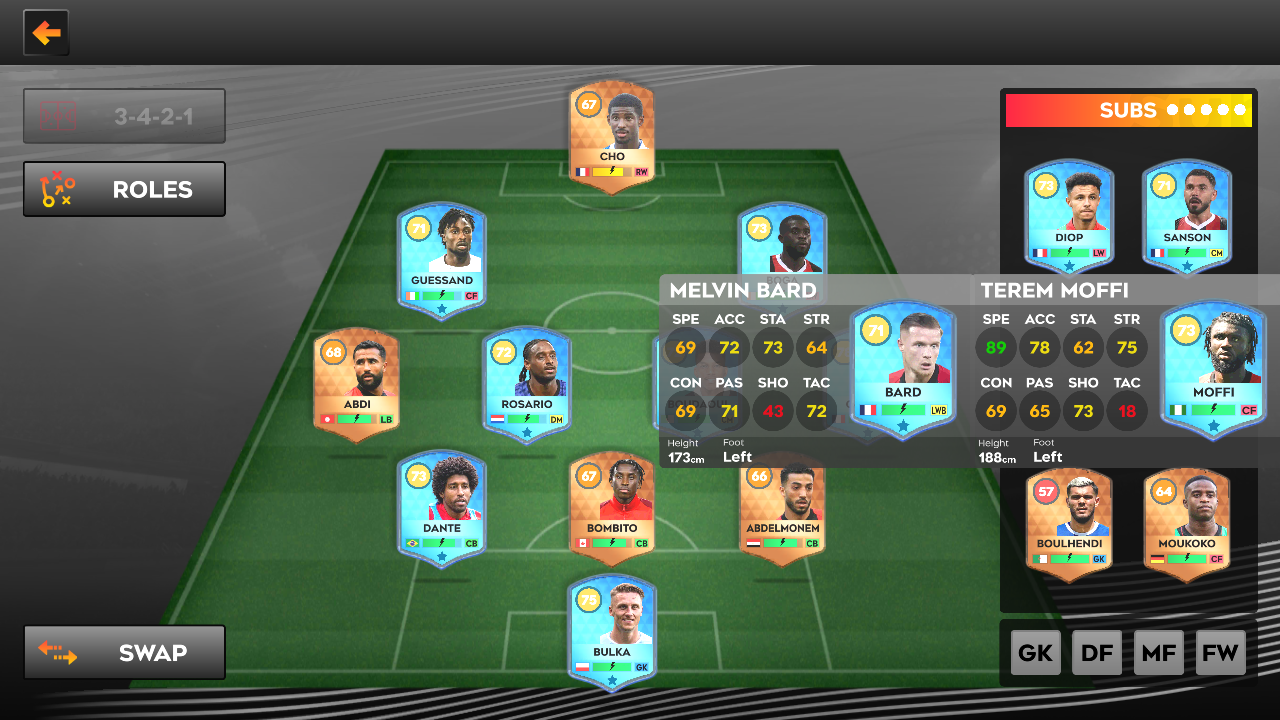 3-4-2-1
ROLES
SWAP
67
CHO
RW
71
GUESSAND
CF
73
BOGA
68
ABDI
LB
72
ROSARIO
DM
73
DANTE
CB
67
BOMBITO
CB
66
ABDELMONEM
CB
75
BULKA
GK
MELVIN BARD
SPE ACC STA STR
69 72 73 64
CON PAS SHO TAC
69 71 43 72
Height Foot
173cm Left
71
BARD
LWB
TEREM MOFFI
SPE ACC STA STR
89 78 62 75
CON PAS SHO TAC
69 65 73 18
Height Foot
188cm Left
73
MOFFI
CF
SUBS
73
DIOP
LW
71
SANSON
CM
57
BOULHENDI
GK
64
MOUKOKO
CF
GK DF MF FW